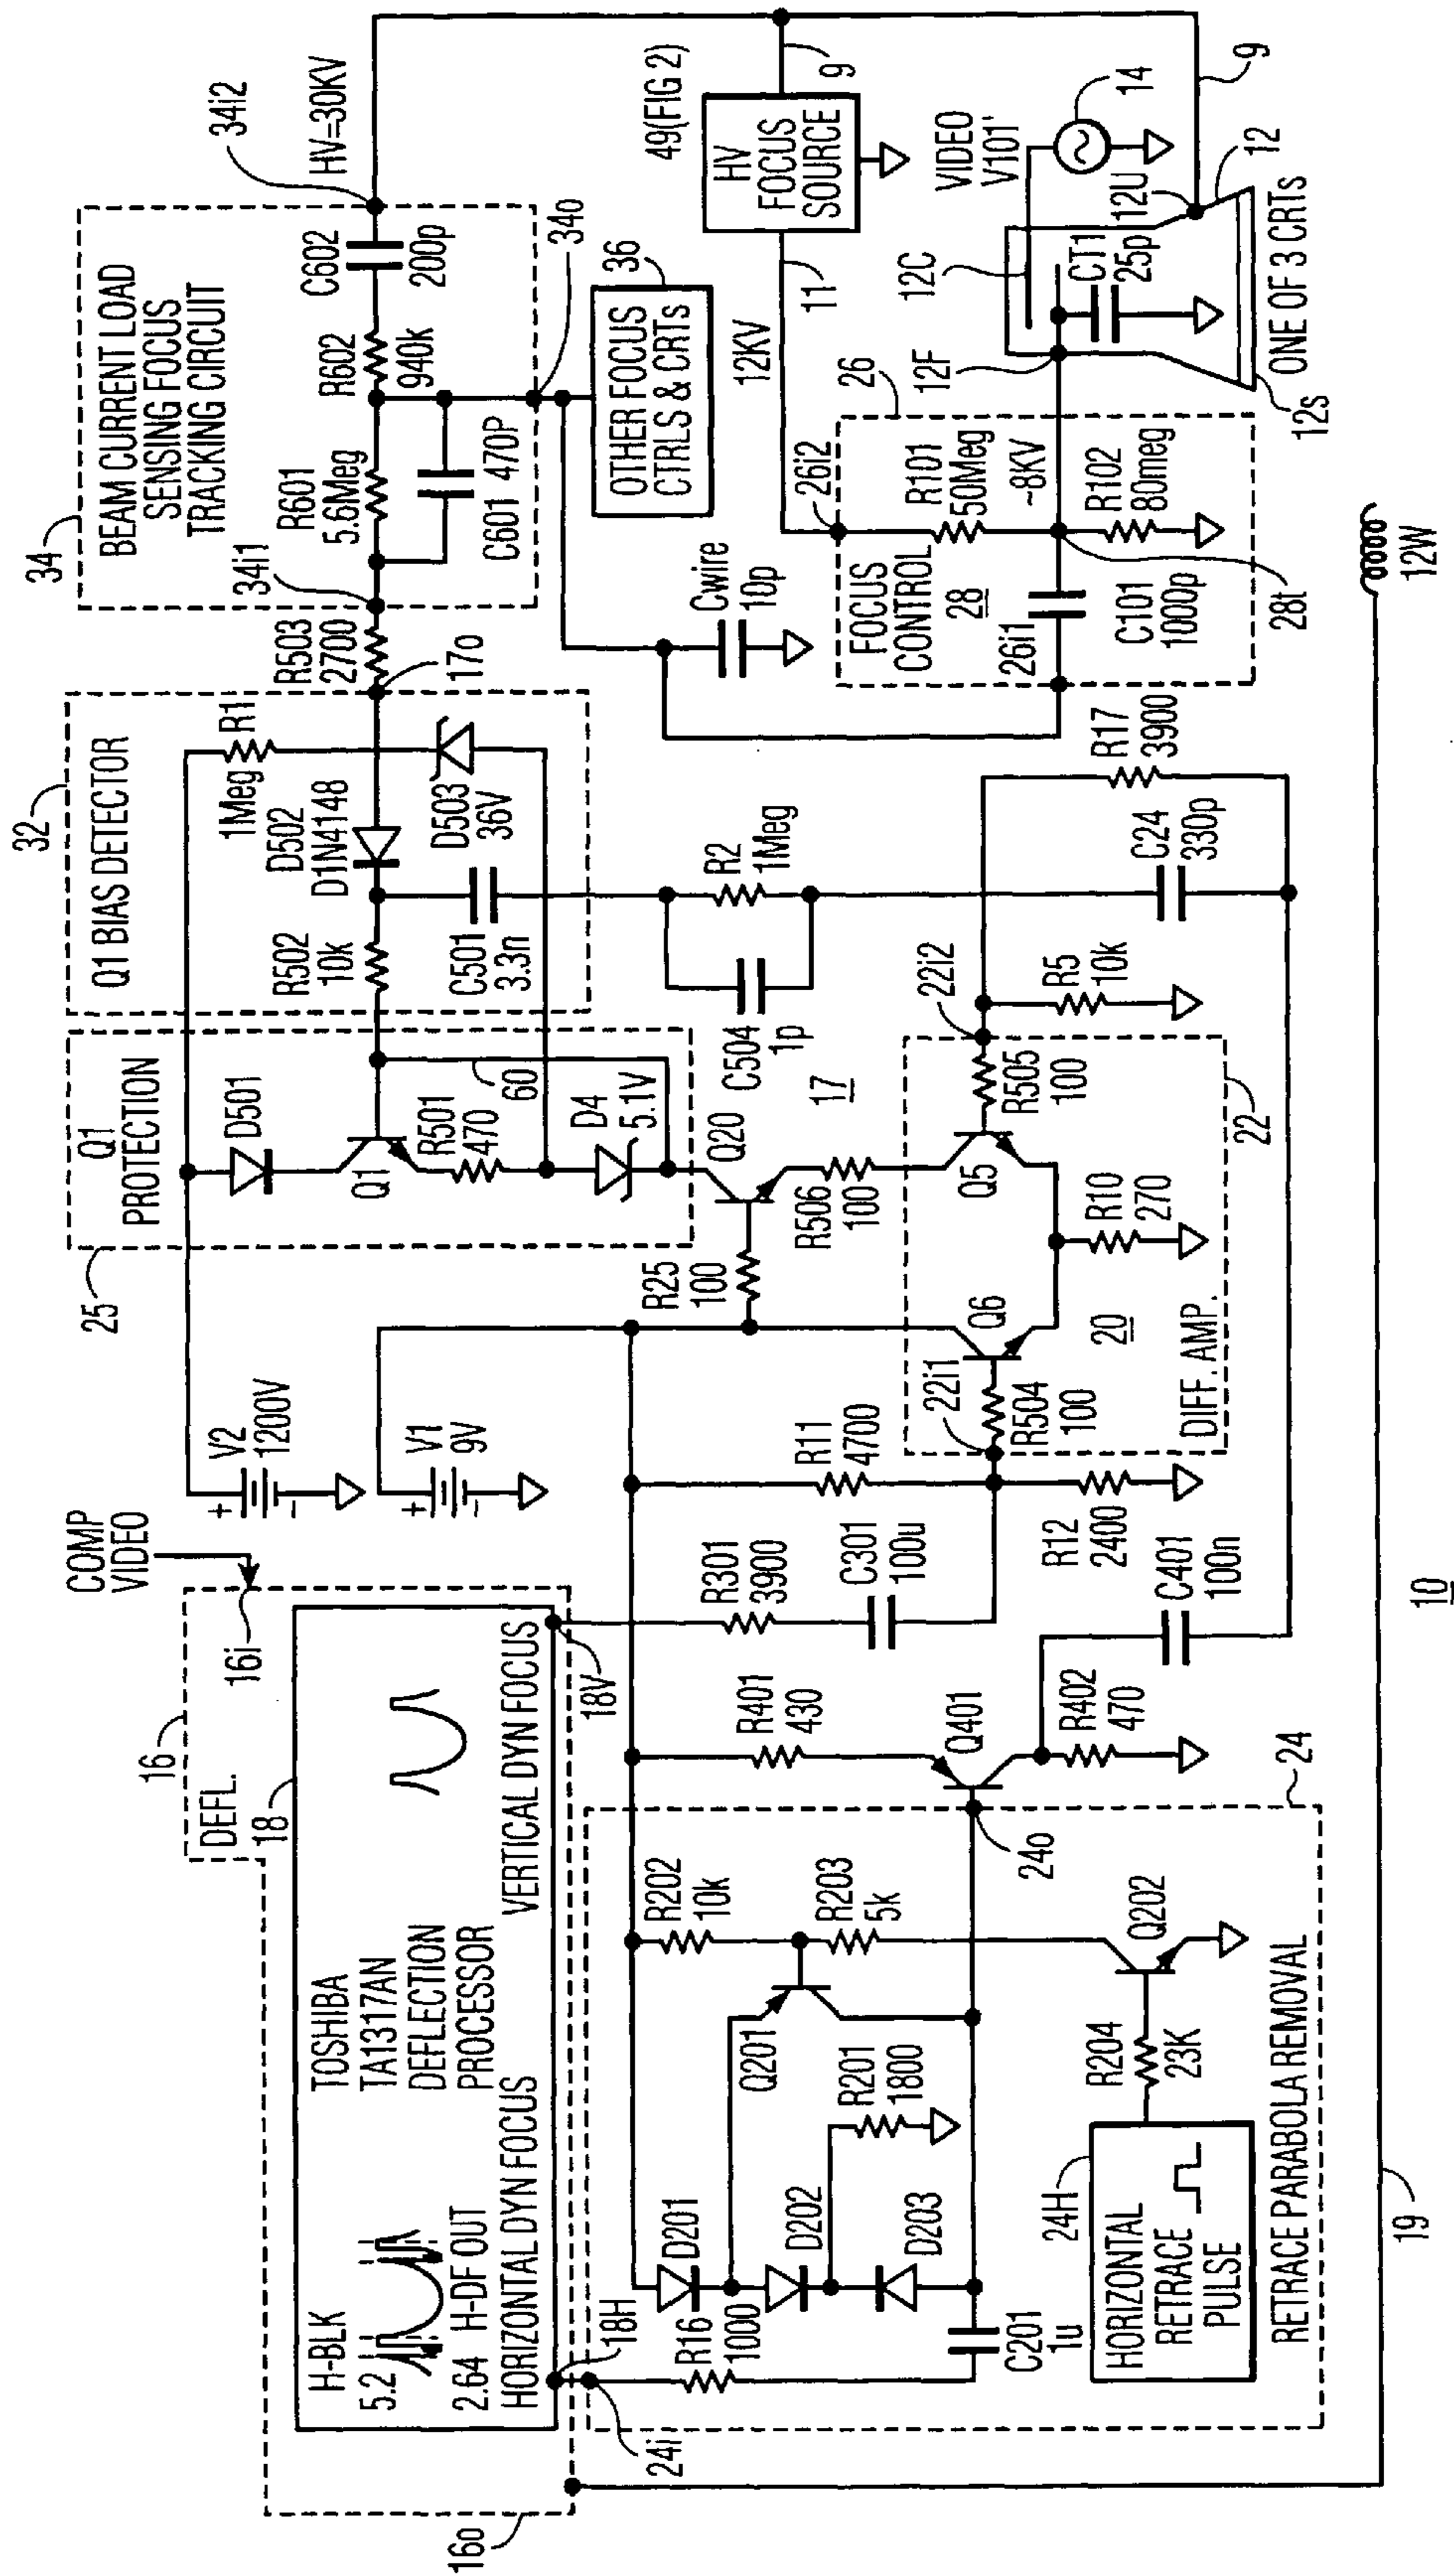 COMP
VIDEO
16i
16
DEFL.
18
TOSHIBA
TA1317AN
DEFLECTION
PROCESSOR
H-BLK
5.2
2.64 H-DF OUT
HORIZONTAL DYN FOCUS
VERTICAL DYN FOCUS
18H
18V
24i
16o
R16
1000
D201
D202
D203
C201
1u
R201
1800
Q201
R202
10k
R203
5k
24H
HORIZONTAL
RETRACE
PULSE
R204
23K
Q202
RETRACE PARABOLA REMOVAL
24
24o
19
R401
430
Q401
R402
470
C401
100n
R301
3900
C301
100u
R11
4700
R12
2400
V2
1200V
+
-
V1
9V
+
-
22i1
R504
100
DIFF. AMP.
20
Q6
Q5
R10
270
R505
100
22
22i2
R5
10k
R25
100
R506
100
Q20
17
25
Q1
PROTECTION
D501
Q1
R501
470
60
D4
5.1V
32
Q1 BIAS DETECTOR
R502
10k
C501
3.3n
D502
D1N4148
1Meg
R1
D503
36V
17o
C504
1p
R2
1Meg
C24
330p
R17
3900
R503
2700
34
BEAM CURRENT LOAD
SENSING FOCUS
TRACKING CIRCUIT
34i1
R601
5.6Meg
C601 470P
R602
940k
C602
200p
34i2
HV=30KV
34o
36
OTHER FOCUS
CTRLS & CRTs
Cwire
10p
49(FIG 2)
HV
FOCUS
SOURCE
9
11
12KV
26
26i2
FOCUS
CONTROL
28
R101
50Meg
~8KV
R102
80meg
26i1
C101
1000p
28t
VIDEO
V101'
14
12C
12U
12F
CT1
25p
12
9
12s
ONE OF 3 CRTs
12W
10